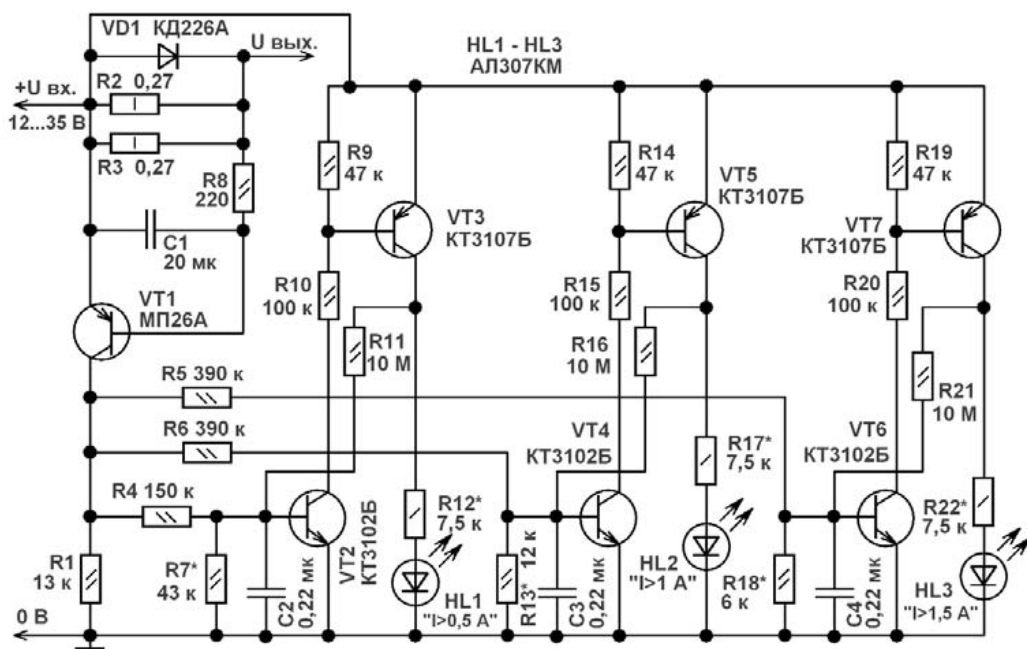 VD1 КД226А
U вых.
HL1 - HL3
АЛ307КМ
+U вх.
12...35 В
R2 0,27
R3 0,27
R8
220
C1
20 мк
VT1
МП26А
R9
47 к
VT3
КТ3107Б
R10
100 к
R11
10 М
R14
47 к
VT5
КТ3107Б
R15
100 к
R16
10 М
R19
47 к
VT7
КТ3107Б
R20
100 к
R21
10 М
R5 390 к
R6 390 к
R4 150 к
R1
13 к
R7*
43 к
C2
0,22 мк
VT2
КТ3102Б
R12*
7,5 к
HL1
"I>0,5 А"
R13* 12 к
VT4
КТ3102Б
C3
0,22 мк
R17*
7,5 к
HL2
"I>1 А"
R18*
6 к
VT6
КТ3102Б
C4
0,22 мк
R22*
7,5 к
HL3
"I>1,5 А"
0 В